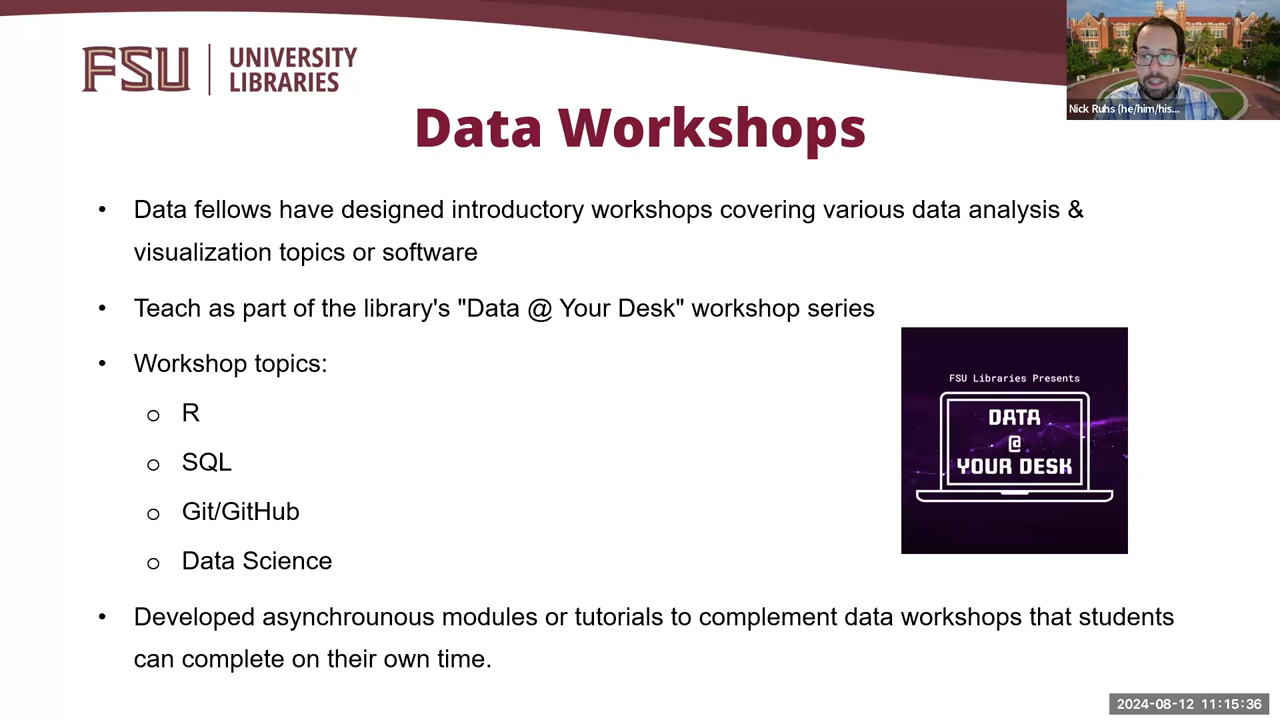 FSU UNIVERSITY
LIBRARIES
Nick Ruhs (he/him/his...
Data Workshops
• Data fellows have designed introductory workshops covering various data analysis &
visualization topics or software
• Teach as part of the library's "Data @ Your Desk" workshop series
• Workshop topics:
o R
o SQL
o Git/GitHub
o Data Science
FSU Libraries Presents
DATA
@
YOUR DESK
• Developed asynchrounous modules or tutorials to complement data workshops that students
can complete on their own time.
2024-08-12 11:15:36